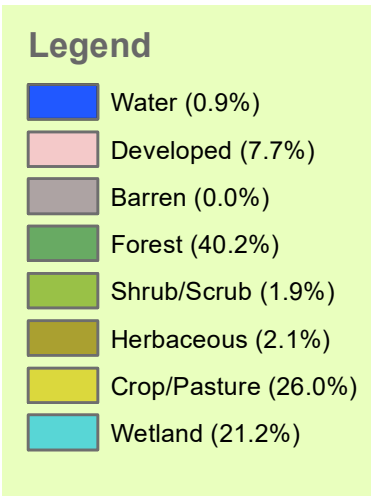 Legend
Water (0.9%)
Developed (7.7%)
Barren (0.0%)
Forest (40.2%)
Shrub/Scrub (1.9%)
Herbaceous (2.1%)
Crop/Pasture (26.0%)
Wetland (21.2%)